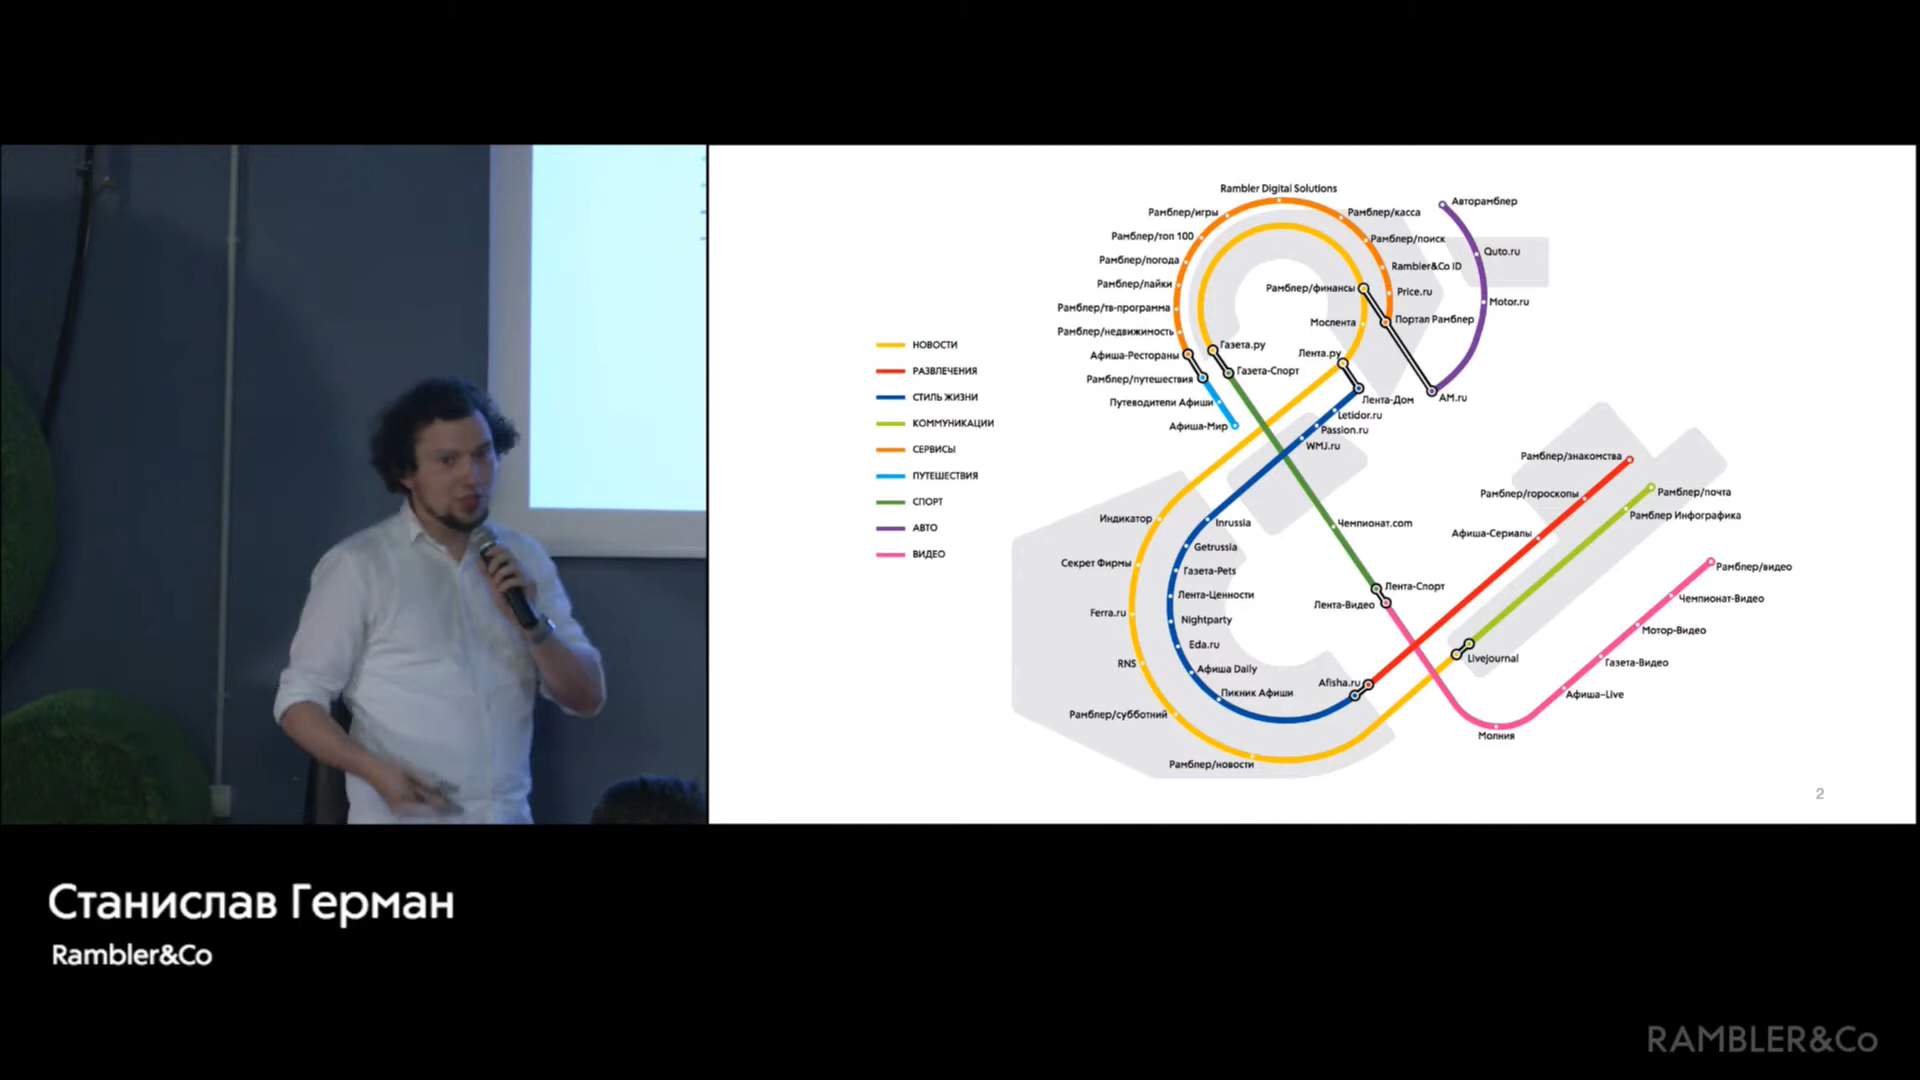 Rambler Digital Solutions
Рамблер/игры
Рамблер/топ 100
Рамблер/погода
Рамблер/лайки
Рамблер/тв-программа
Рамблер/недвижимость
Афиша-Рестораны
Рамблер/путешествия
Путеводители Афиши
Афиша-Мир
Рамблер/касса
Рамблер/поиск
Rambler&Co ID
Price.ru
Портал Рамблер
Авторамблер
Quto.ru
Motor.ru
AM.ru
Рамблер/финансы
Мослента
Лента.ру
Газета.ру
Газета-Спорт
Лента-Дом
Letidor.ru
Passion.ru
WMJ.ru
НОВОСТИ
РАЗВЛЕЧЕНИЯ
СТИЛЬ ЖИЗНИ
КОММУНИКАЦИИ
СЕРВИСЫ
ПУТЕШЕСТВИЯ
СПОРТ
АВТО
ВИДЕО
Индикатор
Секрет Фирмы
Ferra.ru
RNS
Рамблер/субботний
Рамблер/новости
Inrussia
Getrussia
Газета-Pets
Лента-Ценности
Nightparty
Eda.ru
Афиша Daily
Пикник Афиши
Afisha.ru
Чемпионат.com
Лента-Спорт
Лента-Видео
Рамблер/знакомства
Рамблер/гороскопы
Афиша-Сериалы
Рамблер/почта
Рамблер Инфографика
Livejournal
Рамблер/видео
Чемпионат-Видео
Мотор-Видео
Газета-Видео
Афиша-Live
Молния
2
Станислав Герман
Rambler&Co
RAMBLER&Co